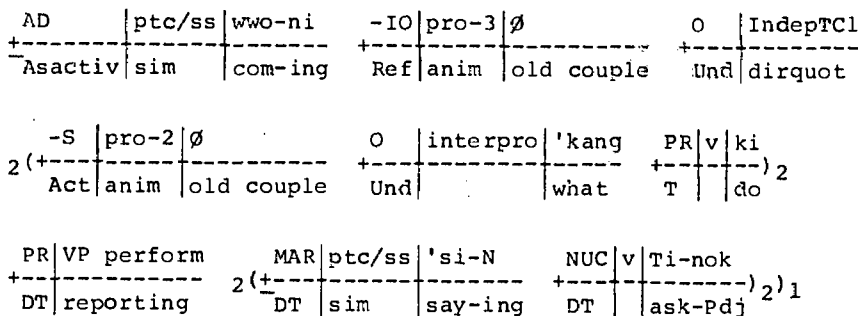 AD ptc/ss wwo-ni -IO pro-3 Ø O IndepTCl
± + +
Asactiv sim com-ing Ref anim old couple Und dirquot
-S pro-2 Ø O interpro 'kang PR v ki
2(+ + + )2
Act anim old couple Und what T do
PR VP perform MAR ptc/ss 'si-N NUC v Ti-nok
+ 2(± + )2)1
DT reporting DT sim say-ing DT ask-Pdj